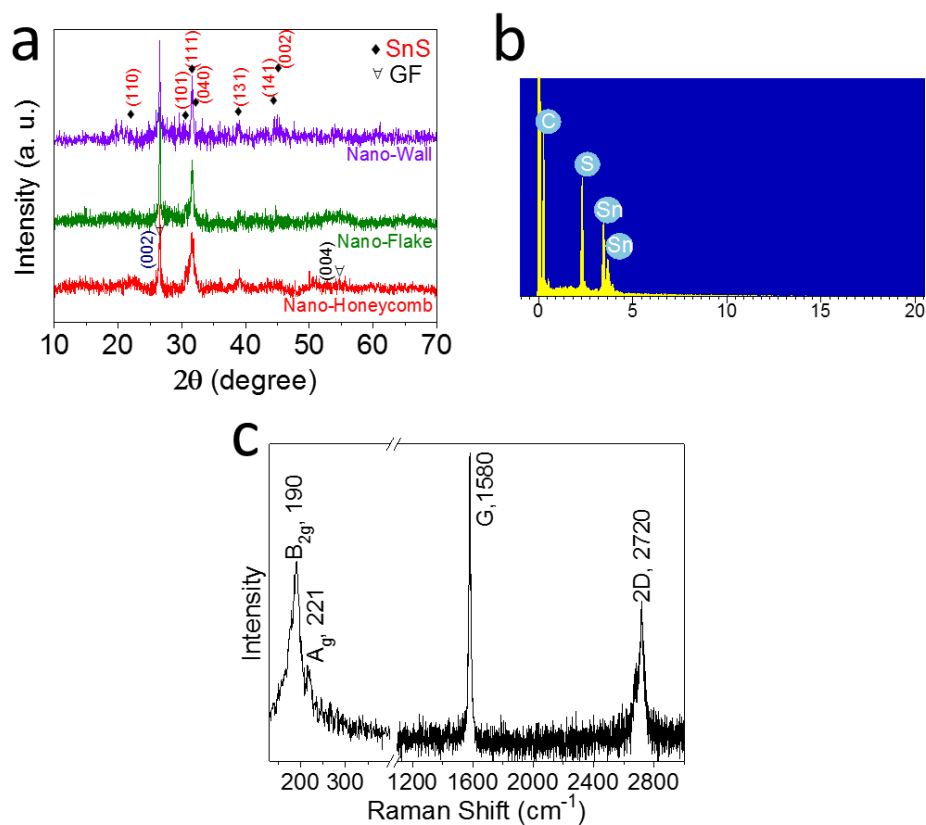 a
Intensity (a. u.)
(110)
(101)
(111)
(040)
(131)
(141)
(002)
♦ SnS
∇ GF
Nano-Wall
Nano-Flake
(002)
(004)
Nano-Honeycomb
10 20 30 40 50 60 70
2θ (degree)
b
C
S
Sn
Sn
0 5 10 15 20
c
Intensity
B2g, 190
Ag, 221
G,1580
2D, 2720
200 300 1200 1600 2000 2400 2800
Raman Shift (cm-1)